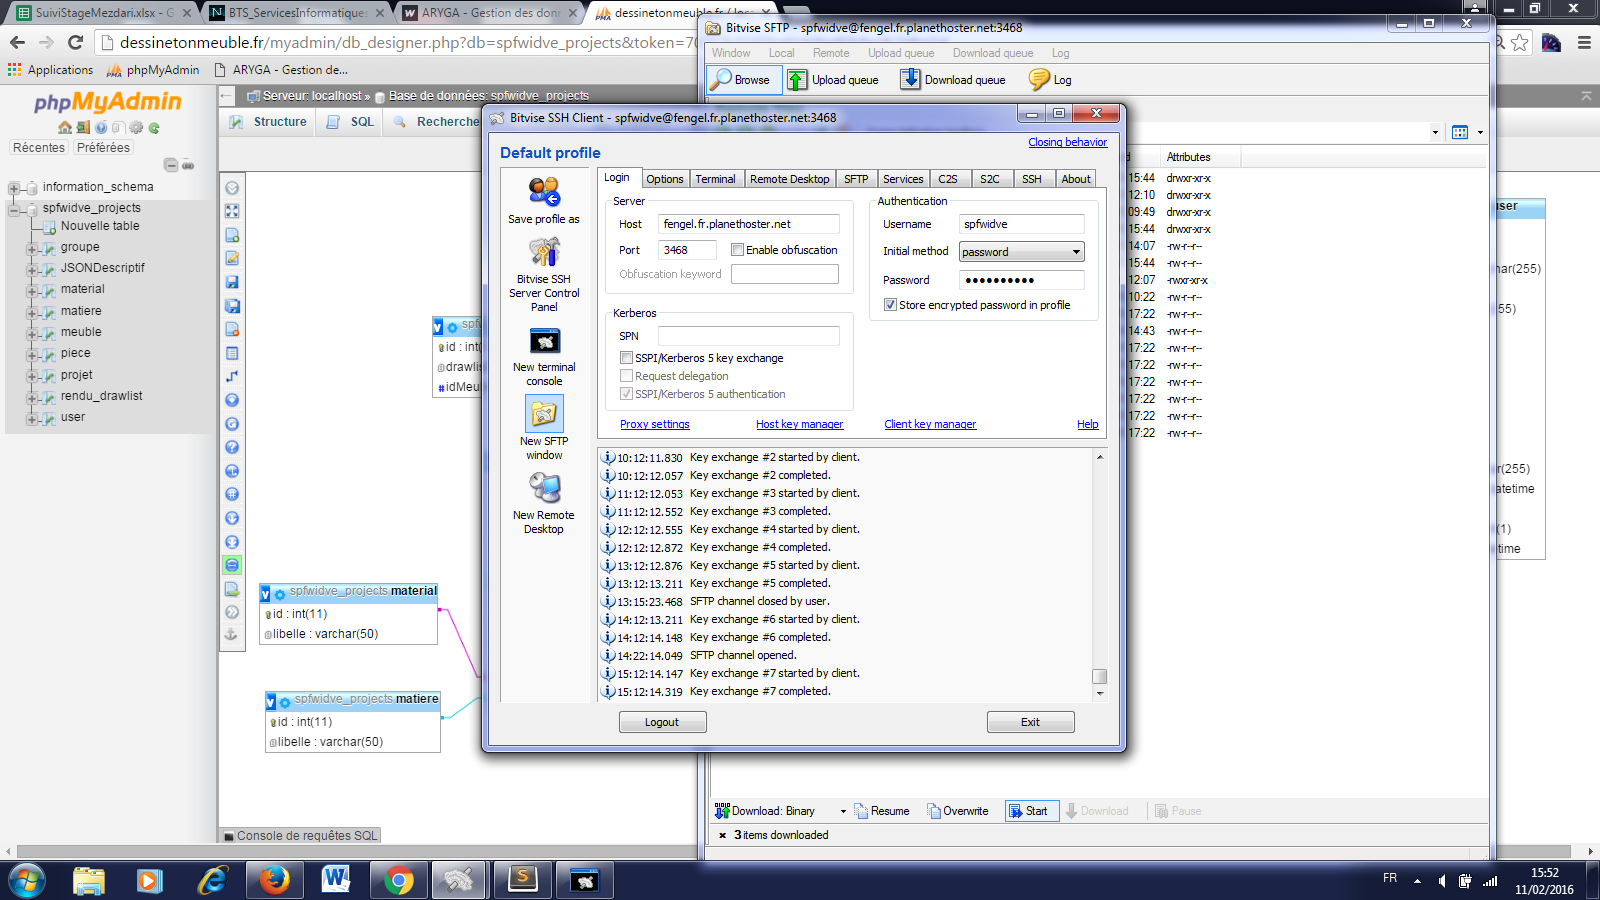 SuiviStageMezdari.xlsx - G
BTS_ServicesInformatiques
ARYGA - Gestion des don
dessinetonmeuble.fr / loc
dessinetonmeuble.fr/myadmin/db_designer.php?db=spfwidve_projects&token=70
Applications
phpMyAdmin
ARYGA - Gestion de...
phpMyAdmin
Récentes
Préférées
information_schema
spfwidve_projects
Nouvelle table
groupe
JSONDescriptif
material
matiere
meuble
piece
projet
rendu_drawlist
user
Serveur: localhost »
Base de données: spfwidve_projects
Structure
SQL
Recherche
id : int(
drawlis
idMeu
spfwidve_projects material
id : int(11)
libelle : varchar(50)
spfwidve_projects matiere
id : int(11)
libelle : varchar(50)
Console de requêtes SQL
Bitvise SFTP - spfwidve@fengel.fr.planethoster.net:3468
Window
Local
Remote
Upload queue
Download queue
Log
Browse
Upload queue
Download queue
Log
Attributes
15:44 drwxr-xr-x
12:10 drwxr-xr-x
09:49 drwxr-xr-x
15:44 drwxr-xr-x
14:07 -rw-r--r--
15:44 -rw-r--r--
12:07 -rwxr-xr-x
10:22 -rw-r--r--
17:22 -rw-r--r--
14:43 -rw-r--r--
17:22 -rw-r--r--
17:22 -rw-r--r--
17:22 -rw-r--r--
17:22 -rw-r--r--
17:22 -rw-r--r--
17:22 -rw-r--r--
user
har(255)
55)
r(255)
atetime
(1)
time
Download: Binary
Resume
Overwrite
Start
Download
Pause
3 items downloaded
Bitvise SSH Client - spfwidve@fengel.fr.planethoster.net:3468
Default profile
Closing behavior
Save profile as
Bitvise SSH
Server Control
Panel
New terminal
console
New SFTP
window
New Remote
Desktop
Login
Options
Terminal
Remote Desktop
SFTP
Services
C2S
S2C
SSH
About
Server
Host
fengel.fr.planethoster.net
Port
3468
Enable obfuscation
Obfuscation keyword
Kerberos
SPN
SSPI/Kerberos 5 key exchange
Request delegation
SSPI/Kerberos 5 authentication
Authentication
Username
spfwidve
Initial method
password
Password
Store encrypted password in profile
Proxy settings
Host key manager
Client key manager
Help
10:12:11.830 Key exchange #2 started by client.
10:12:12.057 Key exchange #2 completed.
11:12:12.053 Key exchange #3 started by client.
11:12:12.552 Key exchange #3 completed.
12:12:12.555 Key exchange #4 started by client.
12:12:12.872 Key exchange #4 completed.
13:12:12.876 Key exchange #5 started by client.
13:12:13.211 Key exchange #5 completed.
13:15:23.468 SFTP channel closed by user.
14:12:13.211 Key exchange #6 started by client.
14:12:14.148 Key exchange #6 completed.
14:22:14.049 SFTP channel opened.
15:12:14.147 Key exchange #7 started by client.
15:12:14.319 Key exchange #7 completed.
Logout
Exit
FR
15:52
11/02/2016